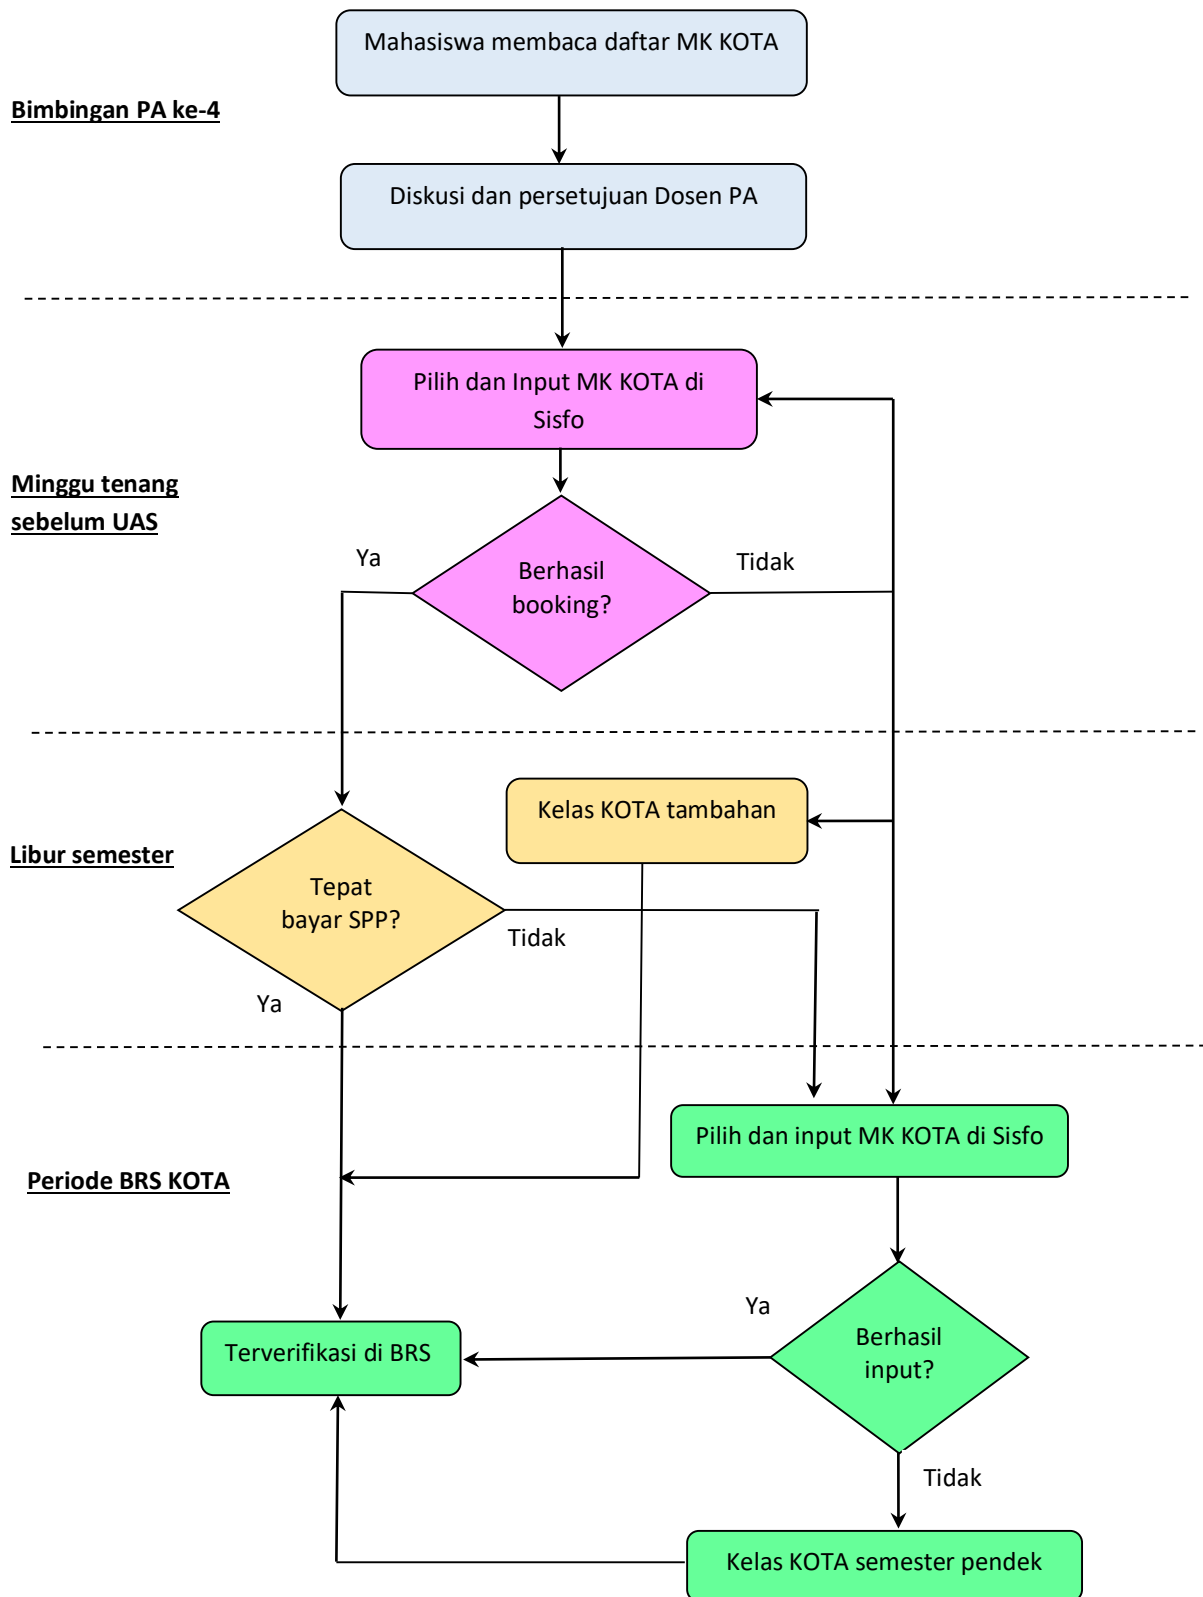 Mahasiswa membaca daftar MK KOTA
Bimbingan PA ke-4
Diskusi dan persetujuan Dosen PA
Pilih dan Input MK KOTA di
Sisfo
Minggu tenang
sebelum UAS
Ya
Berhasil
booking?
Tidak
Kelas KOTA tambahan
Libur semester
Tepat
bayar SPP?
Tidak
Ya
Pilih dan input MK KOTA di Sisfo
Periode BRS KOTA
Ya
Terverifikasi di BRS
Berhasil
input?
Tidak
Kelas KOTA semester pendek